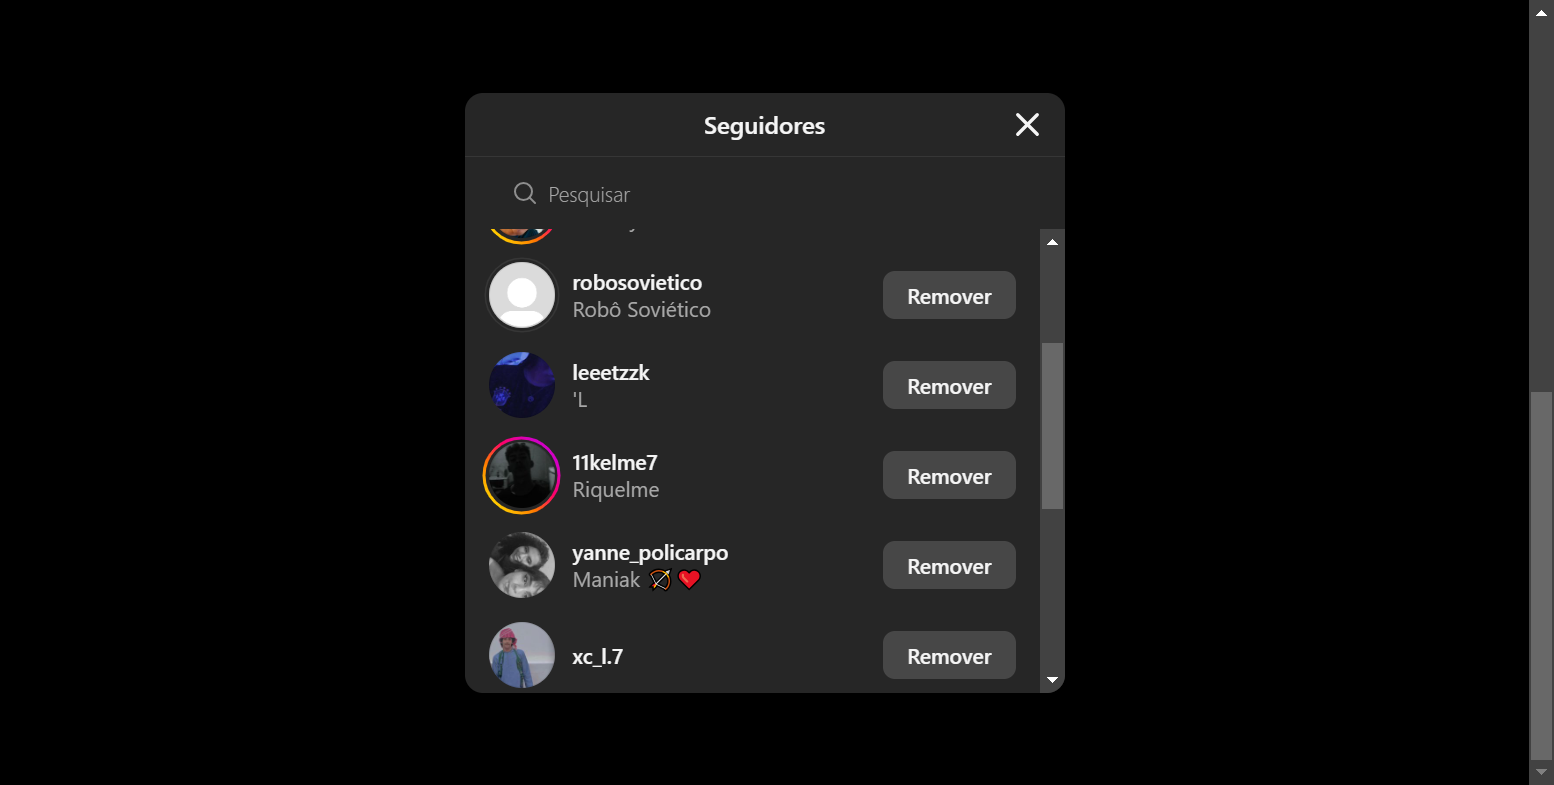 Seguidores
Pesquisar
robosovietico
Robô Soviético
Remover
leeetzzk
'L
Remover
11kelme7
Riquelme
Remover
yanne_policarpo
Maniak 🏹❤️
Remover
xc_l.7
Remover